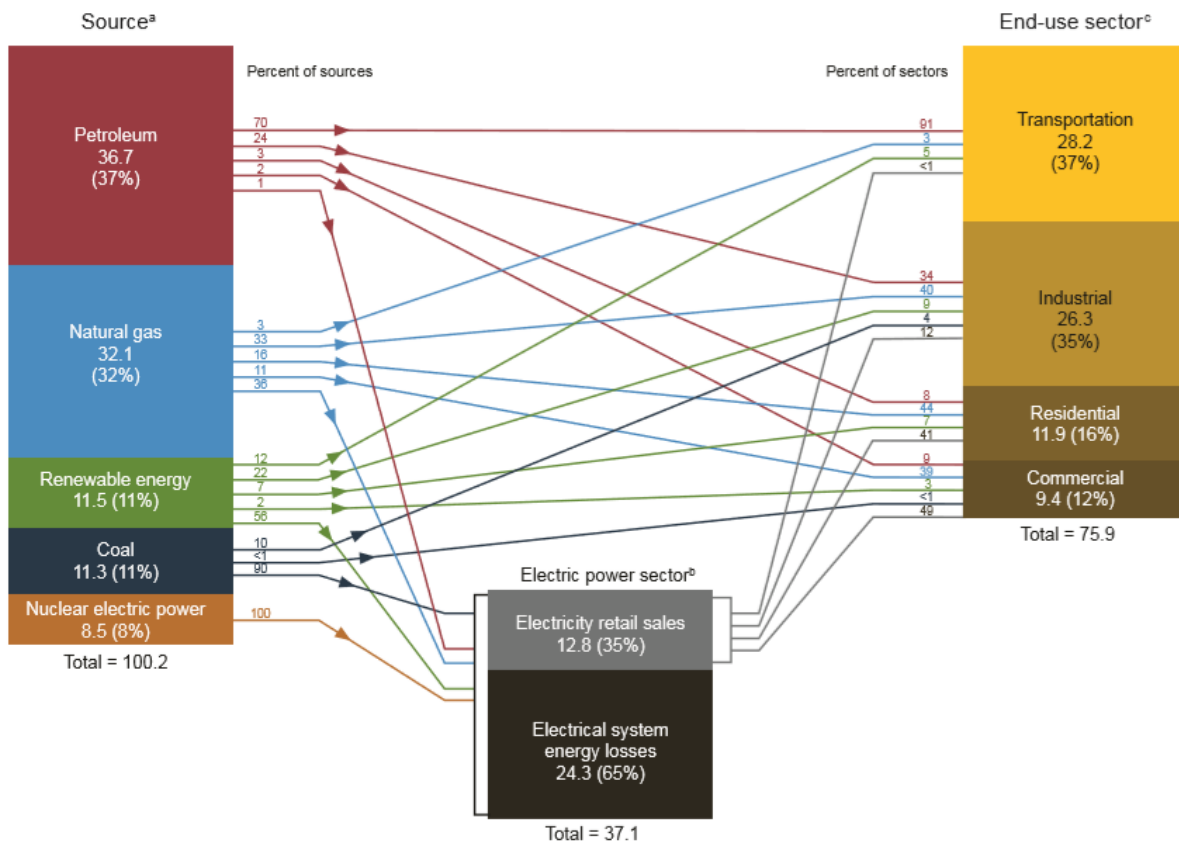 Sourceᵃ
End-use sectorᶜ
Percent of sources
Percent of sectors
Petroleum
36.7
(37%)
70
24
3
2
1
Natural gas
32.1
(32%)
3
33
16
11
36
Renewable energy
11.5 (11%)
12
22
7
2
56
Coal
11.3 (11%)
10
<1
90
Nuclear electric power
8.5 (8%)
100
Total = 100.2
Electric power sectorᵇ
Electricity retail sales
12.8 (35%)
Electrical system
energy losses
24.3 (65%)
Total = 37.1
91
3
5
<1
Transportation
28.2
(37%)
34
40
9
4
12
Industrial
26.3
(35%)
8
44
7
41
Residential
11.9 (16%)
9
39
3
<1
49
Commercial
9.4 (12%)
Total = 75.9